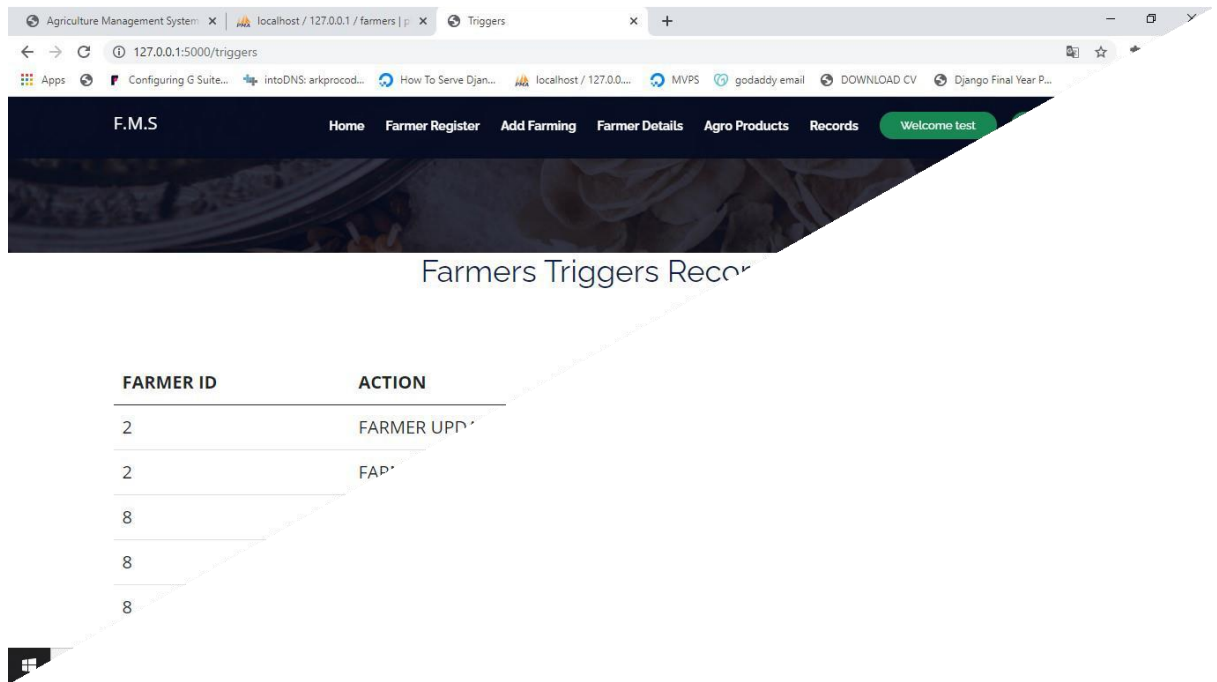 Agriculture Management System localhost / 127.0.0.1 / farmers | p Triggers
127.0.0.1:5000/triggers
Apps Configuring G Suite... intoDNS: arkprocod... How To Serve Djan... localhost / 127.0.0.... MVPS godaddy email DOWNLOAD CV Django Final Year P...
F.M.S Home Farmer Register Add Farming Farmer Details Agro Products Records Welcome test
Farmers Triggers
FARMER ID ACTION
2 FARMER
2
8
8
8